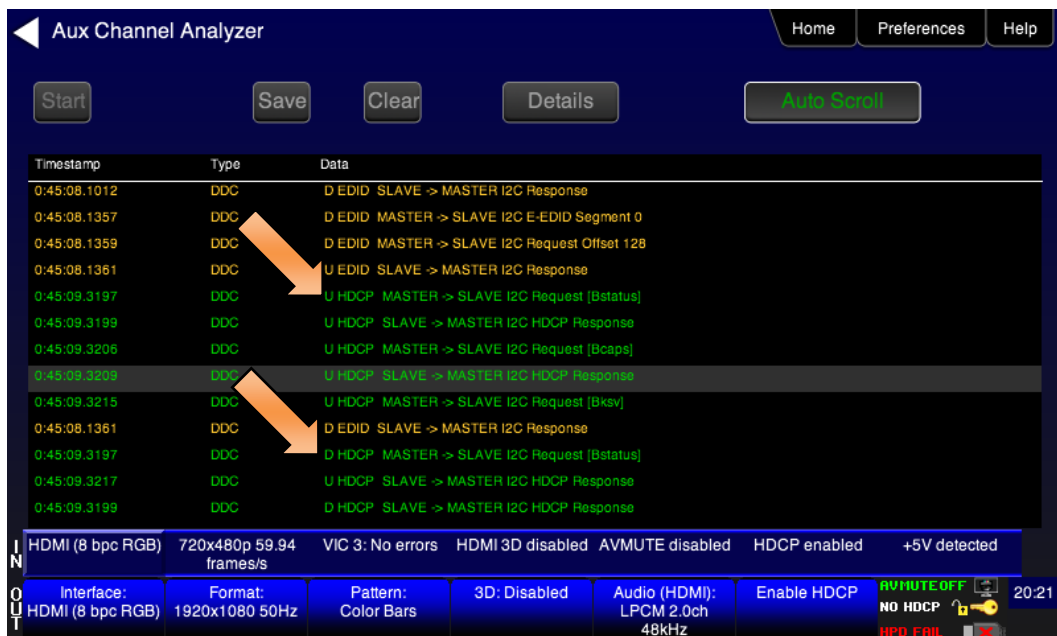 Aux Channel Analyzer
Home Preferences Help
Start Save Clear Details Auto Scroll
Timestamp Type Data
0:45:08.1012 DDC D EDID SLAVE -> MASTER I2C Response
0:45:08.1357 DDC D EDID MASTER -> SLAVE I2C E-EDID Segment 0
0:45:08.1359 DDC D EDID MASTER -> SLAVE I2C Request Offset 128
0:45:08.1361 DDC U EDID SLAVE -> MASTER I2C Response
0:45:09.3197 DDC U HDCP MASTER -> SLAVE I2C Request [Bstatus]
0:45:09.3199 DDC U HDCP SLAVE -> MASTER I2C HDCP Response
0:45:09.3206 DDC U HDCP MASTER -> SLAVE I2C Request [Bcaps]
0:45:09.3209 DDC U HDCP SLAVE -> MASTER I2C HDCP Response
0:45:09.3215 DDC U HDCP MASTER -> SLAVE I2C Request [Bksv]
0:45:08.1361 DDC D EDID SLAVE -> MASTER I2C Response
0:45:09.3197 DDC D HDCP MASTER -> SLAVE I2C Request [Bstatus]
0:45:09.3217 DDC U HDCP SLAVE -> MASTER I2C HDCP Response
0:45:09.3199 DDC D HDCP SLAVE -> MASTER I2C HDCP Response
IN HDMI (8 bpc RGB) 720x480p 59.94 VIC 3: No errors HDMI 3D disabled AVMUTE disabled HDCP enabled +5V detected
frames/s
OUT Interface: Format: Pattern: 3D: Disabled Audio (HDMI): Enable HDCP AVMUTEOFF 20:21
HDMI (8 bpc RGB) 1920x1080 50Hz Color Bars LPCM 2.0ch NO HDCP
48kHz HPD FAIL